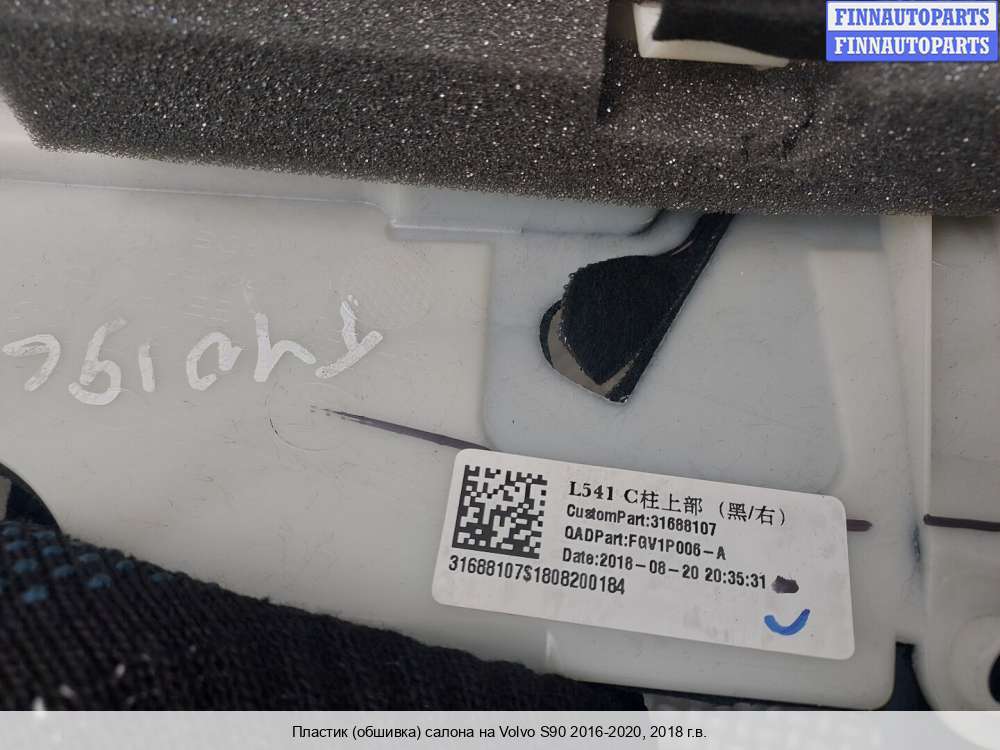 FINNAUTOPARTS
FINNAUTOPARTS
L541 C柱上部（黑/右）
CustomPart:31688107
QADPart:FGV1P006-A
Date:2018-08-20 20:35:31
31688107$1808200184
Пластик (обшивка) салона на Volvo S90 2016-2020, 2018 г.в.